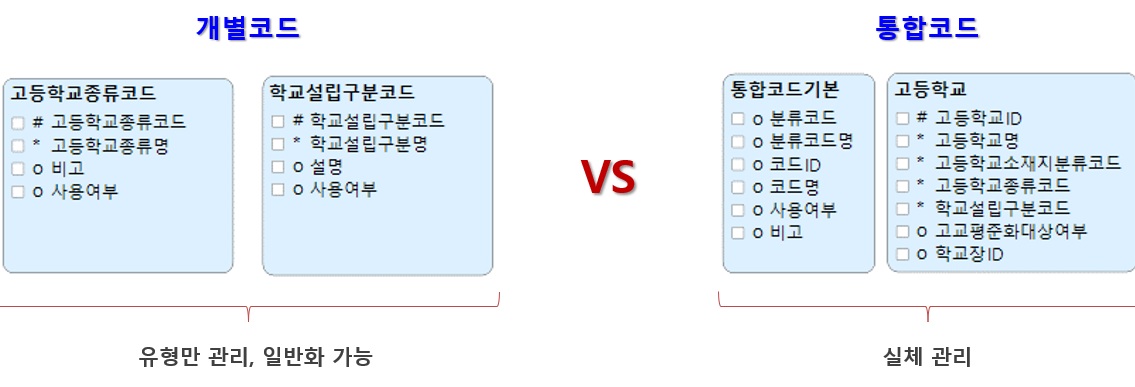 개별코드
고등학교종류코드
# 고등학교종류코드
* 고등학교종류명
o 비고
o 사용여부
학교설립구분코드
# 학교설립구분코드
* 학교설립구분명
o 설명
o 사용여부
유형만 관리, 일반화 가능
VS
통합코드
통합코드기본
o 분류코드
o 분류코드명
o 코드ID
o 코드명
o 사용여부
o 비고
고등학교
# 고등학교ID
* 고등학교명
* 고등학교소재지분류코드
* 고등학교종류코드
* 학교설립구분코드
o 고교평준화대상여부
o 학교장ID
실체 관리